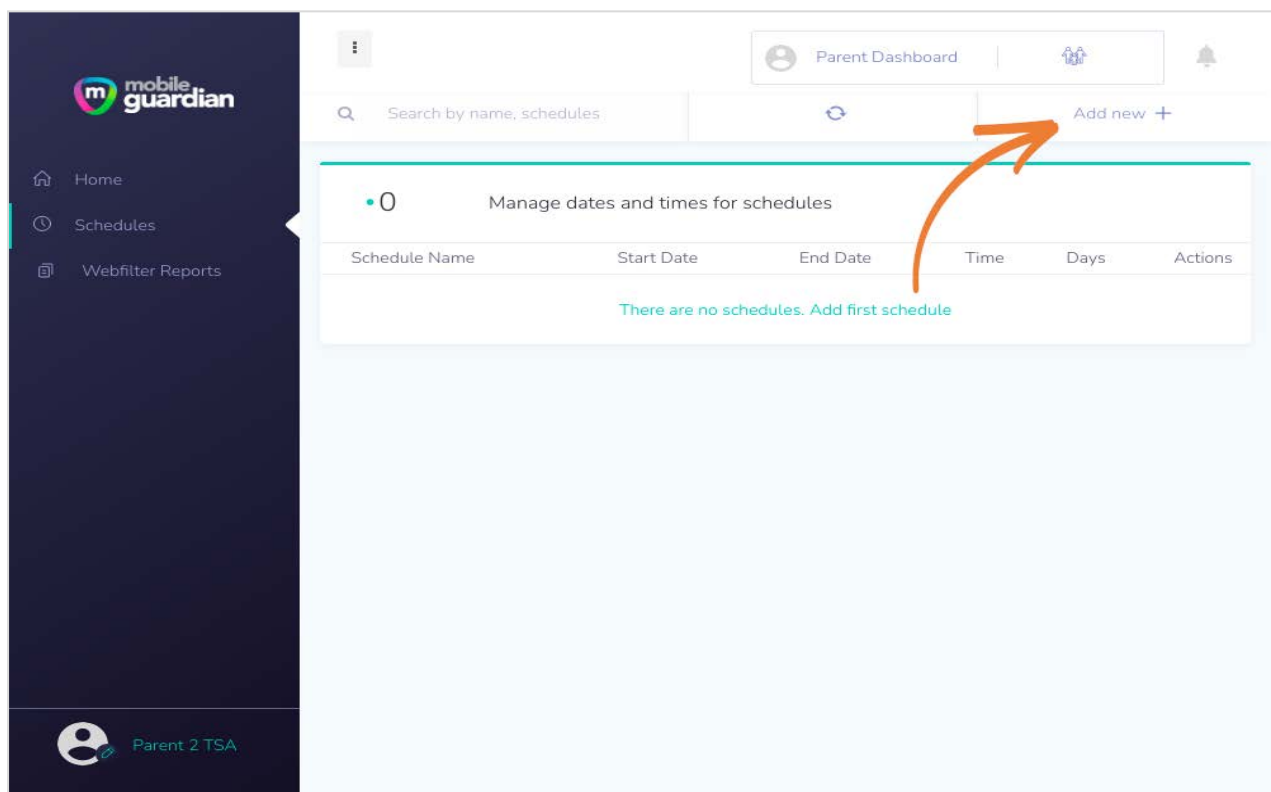 mobile
guardian
Home
Schedules
Webfilter Reports
Parent 2 TSA
Parent Dashboard
Search by name, schedules
Add new +
0 Manage dates and times for schedules
Schedule Name Start Date End Date Time Days Actions
There are no schedules. Add first schedule